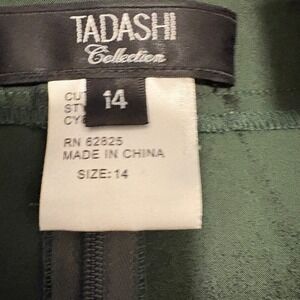 TADASHI
Collection
14
RN 62825
MADE IN CHINA
SIZE: 14